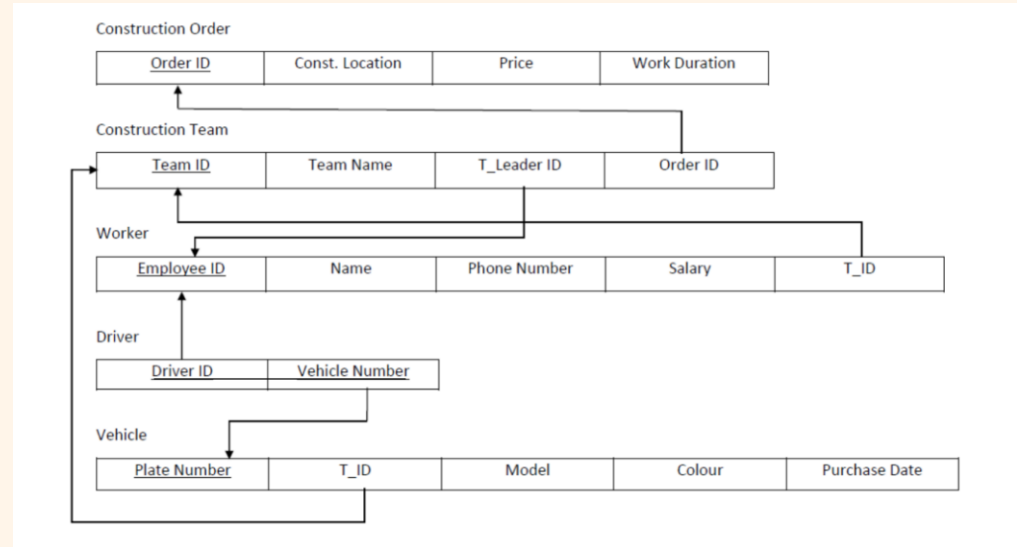 Construction Order
Order ID Const. Location Price Work Duration
Construction Team
Team ID Team Name T_Leader ID Order ID
Worker
Employee ID Name Phone Number Salary T_ID
Driver
Driver ID Vehicle Number
Vehicle
Plate Number T_ID Model Colour Purchase Date